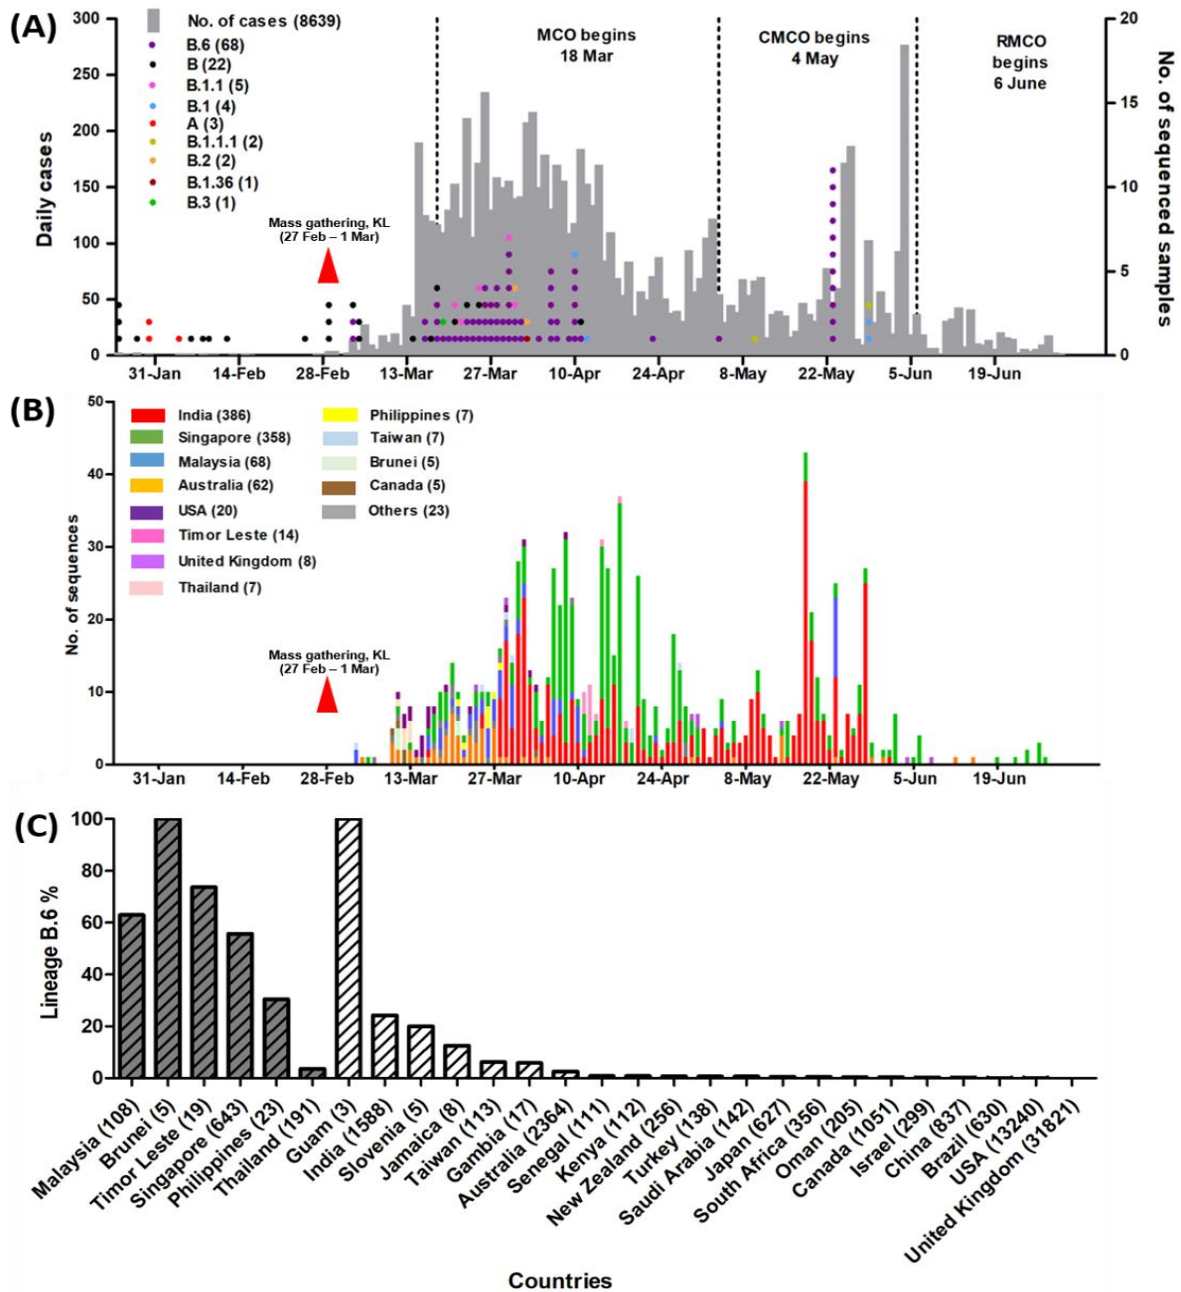 (A)
300
250
200
150
100
50
0
Daily cases
No. of cases (8639)
B.6 (68)
B (22)
B.1.1 (5)
B.1 (4)
A (3)
B.1.1.1 (2)
B.2 (2)
B.1.36 (1)
B.3 (1)
Mass gathering, KL
(27 Feb – 1 Mar)
MCO begins
18 Mar
CMCO begins
4 May
RMCO
begins
6 June
20
15
10
5
0
No. of sequenced samples
31-Jan 14-Feb 28-Feb 13-Mar 27-Mar 10-Apr 24-Apr 8-May 22-May 5-Jun 19-Jun
(B)
50
40
30
20
10
0
No. of sequences
India (386)
Singapore (358)
Malaysia (68)
Australia (62)
USA (20)
Timor Leste (14)
United Kingdom (8)
Thailand (7)
Philippines (7)
Taiwan (7)
Brunei (5)
Canada (5)
Others (23)
Mass gathering, KL
(27 Feb – 1 Mar)
31-Jan 14-Feb 28-Feb 13-Mar 27-Mar 10-Apr 24-Apr 8-May 22-May 5-Jun 19-Jun
(C)
100
80
60
40
20
0
Lineage B.6 %
Malaysia (108)
Brunei (5)
Timor Leste (19)
Singapore (643)
Philippines (23)
Thailand (191)
Guam (3)
India (1588)
Slovenia (5)
Jamaica (8)
Taiwan (113)
Gambia (17)
Australia (2364)
Senegal (111)
Kenya (112)
New Zealand (256)
Turkey (138)
Saudi Arabia (142)
Japan (627)
South Africa (356)
Oman (205)
Canada (1051)
Israel (299)
China (837)
Brazil (630)
USA (13240)
United Kingdom (31821)
Countries